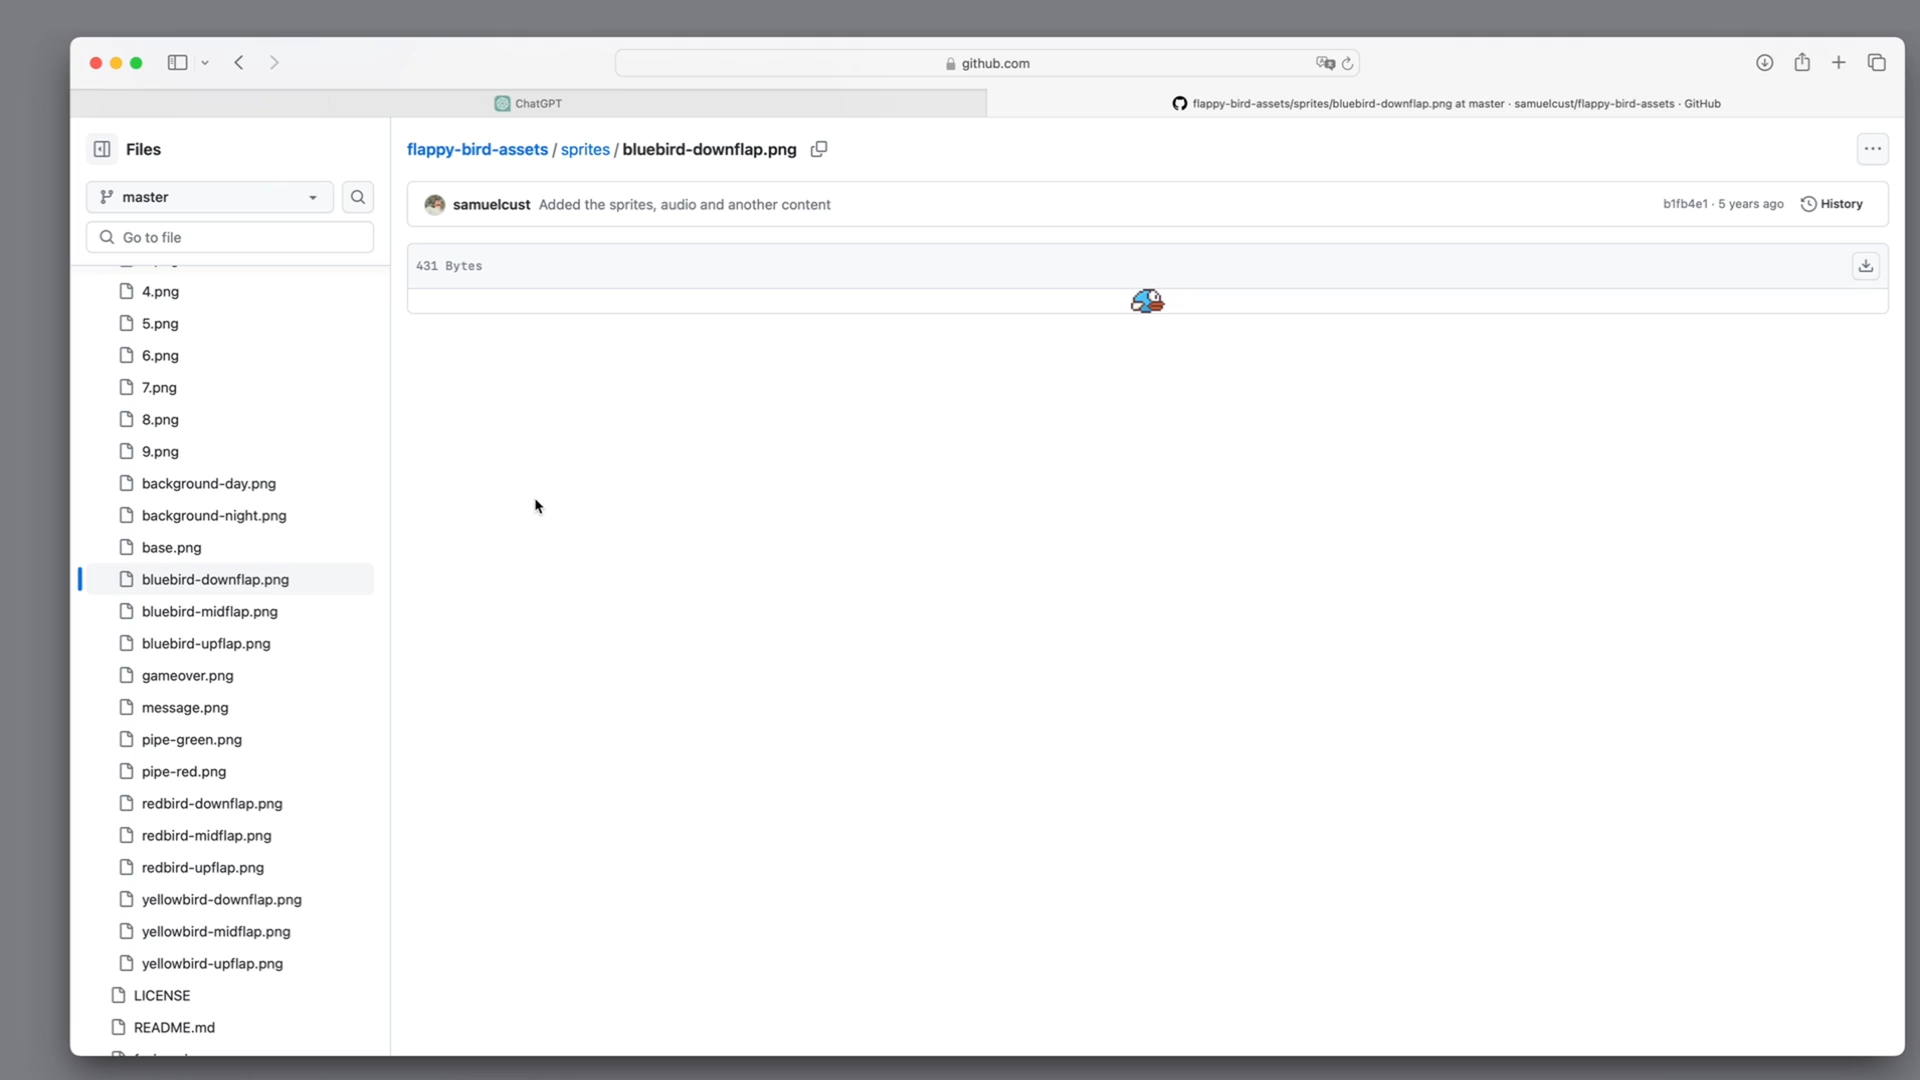 github.com
ChatGPT
flappy-bird-assets/sprites/bluebird-downflap.png at master · samuelcust/flappy-bird-assets · GitHub
Files
flappy-bird-assets / sprites / bluebird-downflap.png
master
samuelcust Added the sprites, audio and another content
b1fb4e1 · 5 years ago
History
Go to file
431 Bytes
4.png
5.png
6.png
7.png
8.png
9.png
background-day.png
background-night.png
base.png
bluebird-downflap.png
bluebird-midflap.png
bluebird-upflap.png
gameover.png
message.png
pipe-green.png
pipe-red.png
redbird-downflap.png
redbird-midflap.png
redbird-upflap.png
yellowbird-downflap.png
yellowbird-midflap.png
yellowbird-upflap.png
LICENSE
README.md